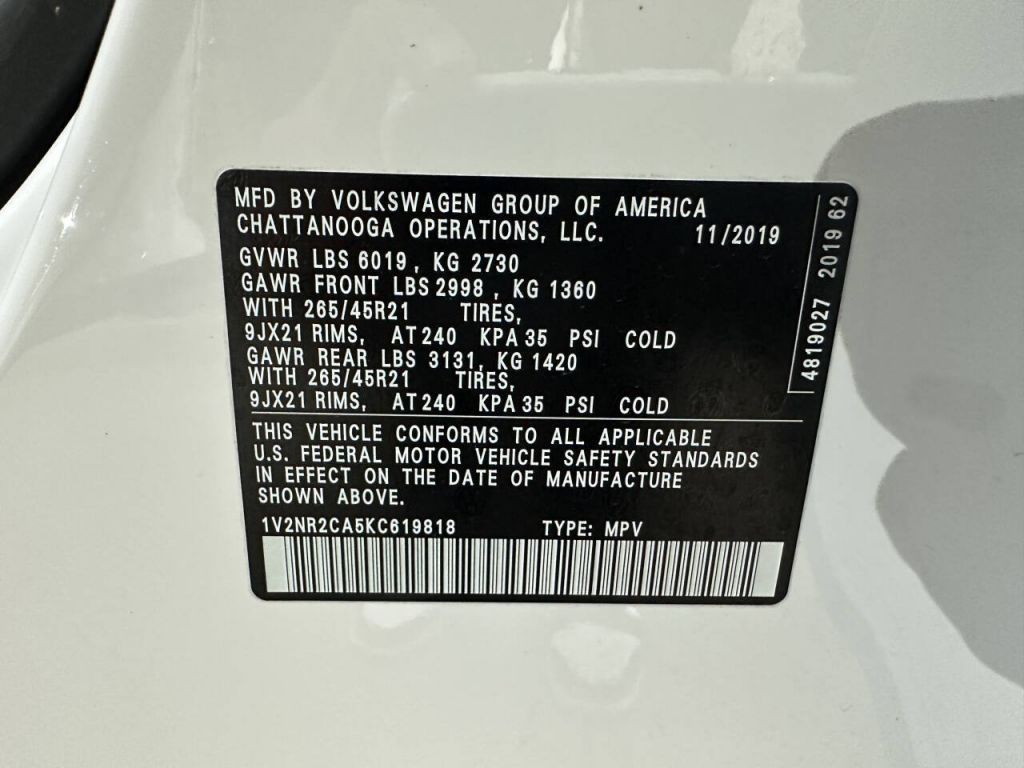 MFD BY VOLKSWAGEN GROUP OF AMERICA
CHATTANOOGA OPERATIONS, LLC. 11/2019
GVWR LBS 6019, KG 2730
GAWR FRONT LBS 2998, KG 1360
WITH 265/45R21 TIRES,
9JX21 RIMS, AT 240 KPA 35 PSI COLD
GAWR REAR LBS 3131, KG 1420
WITH 265/45R21 TIRES,
9JX21 RIMS, AT 240 KPA 35 PSI COLD
4819027 2019 62
THIS VEHICLE CONFORMS TO ALL APPLICABLE
U.S. FEDERAL MOTOR VEHICLE SAFETY STANDARDS
IN EFFECT ON THE DATE OF MANUFACTURE
SHOWN ABOVE.
1V2NR2CA5KC619818 TYPE: MPV